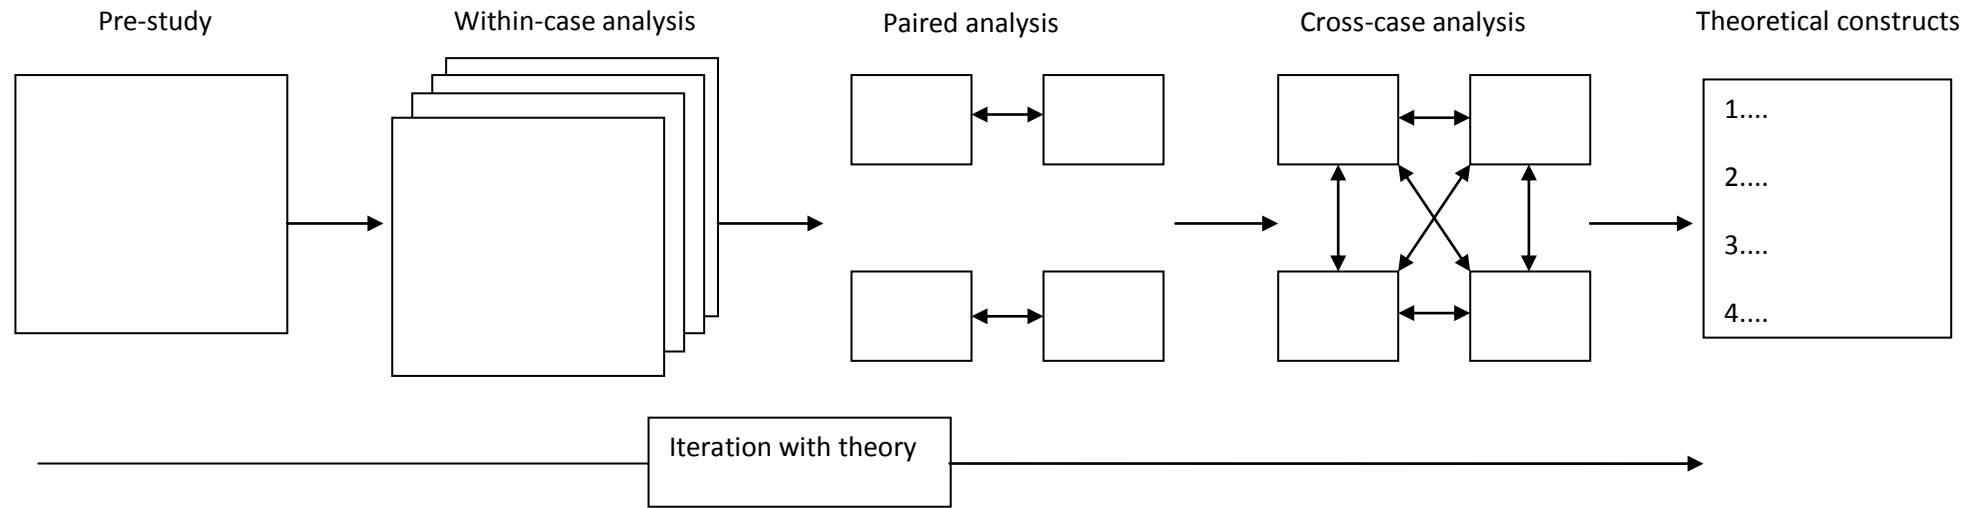 Pre-study
Within-case analysis
Paired analysis
Cross-case analysis
Theoretical constructs
1....
2....
3....
4....
Iteration with theory